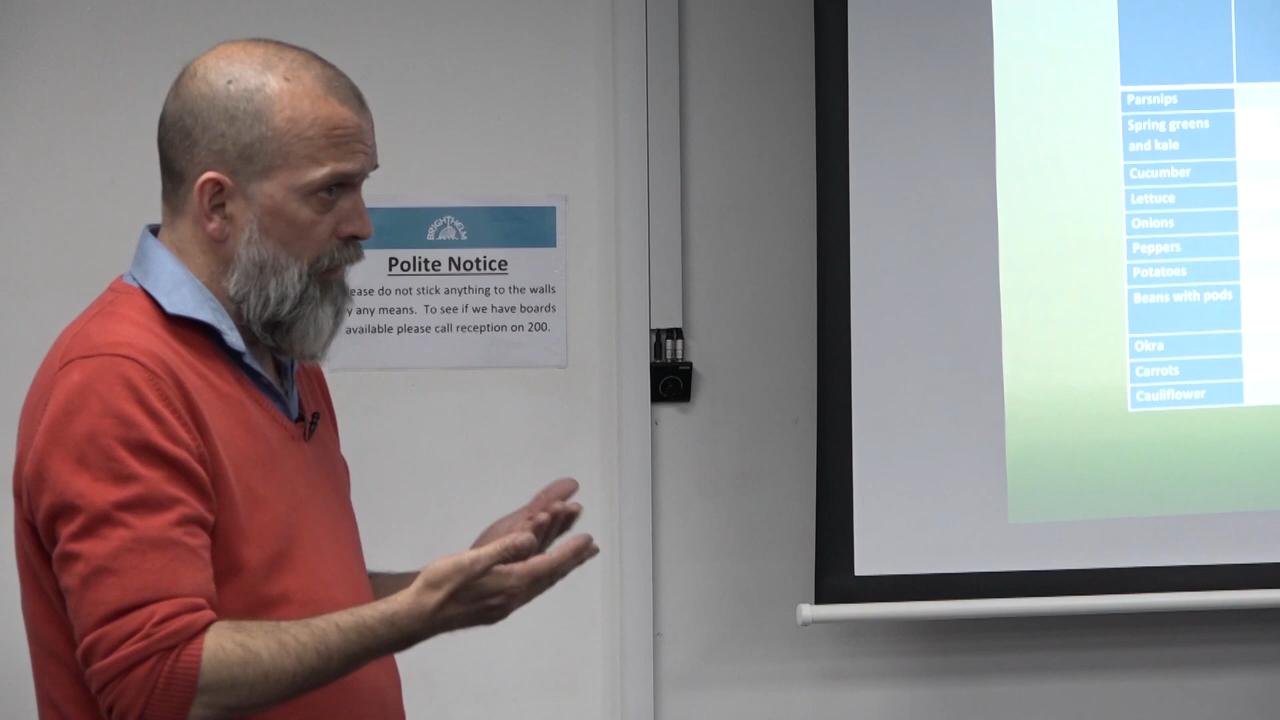 BRIGHTHELM
Polite Notice
ease do not stick anything to the walls
y any means. To see if we have boards
available please call reception on 200.
Parsnips
Spring greens
and kale
Cucumber
Lettuce
Onions
Peppers
Potatoes
Beans with pods
Okra
Carrots
Cauliflower